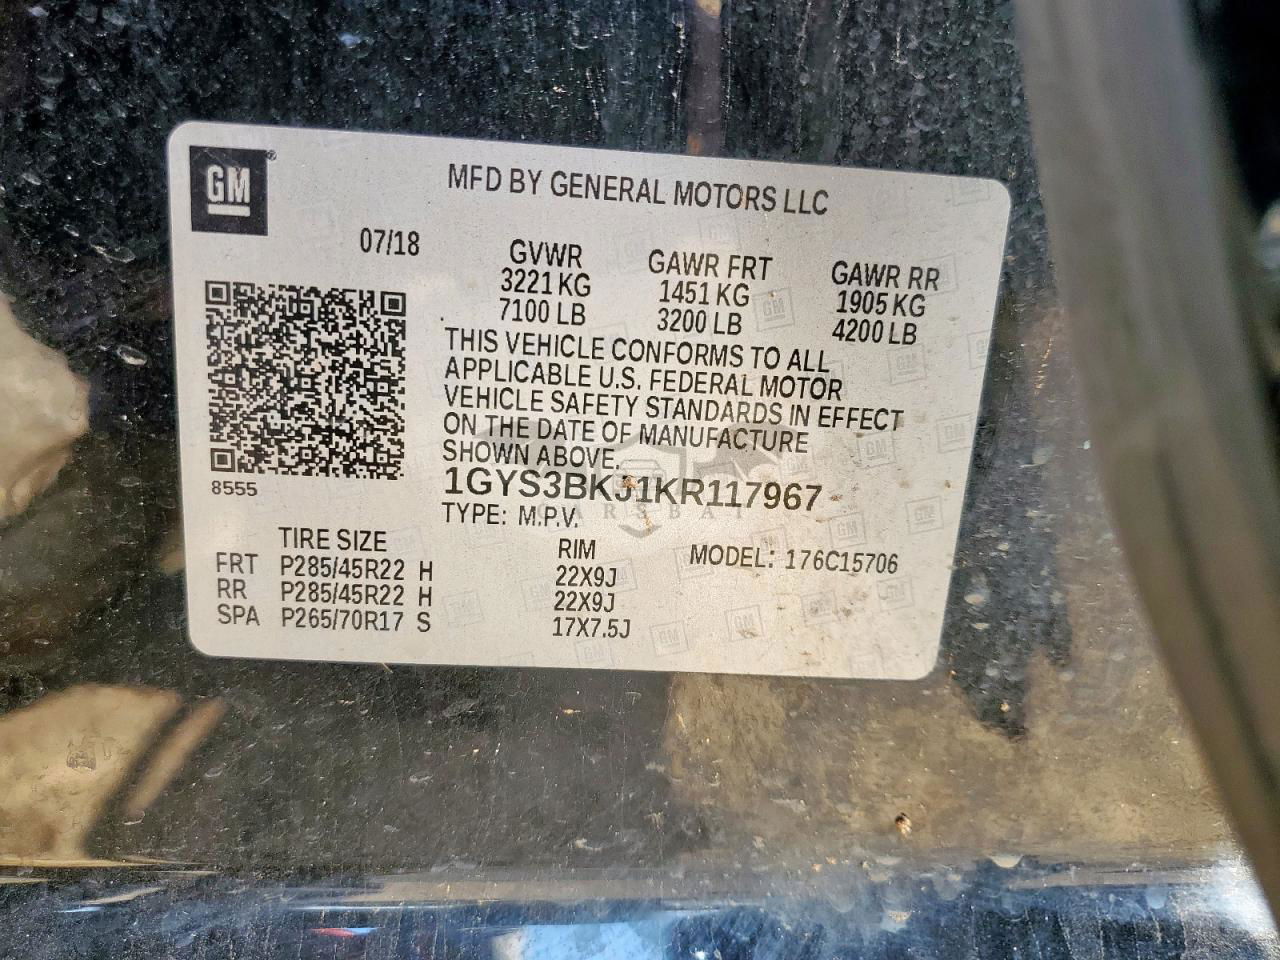 GM
MFD BY GENERAL MOTORS LLC
07/18
GVWR GAWR FRT GAWR RR
3221 KG 1451 KG 1905 KG
7100 LB 3200 LB 4200 LB
THIS VEHICLE CONFORMS TO ALL
APPLICABLE U.S. FEDERAL MOTOR
VEHICLE SAFETY STANDARDS IN EFFECT
ON THE DATE OF MANUFACTURE
SHOWN ABOVE.
8555
1GYS3BKJ1KR117967
CARSBAT
TYPE: M.P.V.
TIRE SIZE RIM MODEL: 176C15706
FRT P285/45R22 H 22X9J
RR P285/45R22 H 22X9J
SPA P265/70R17 S 17X7.5J